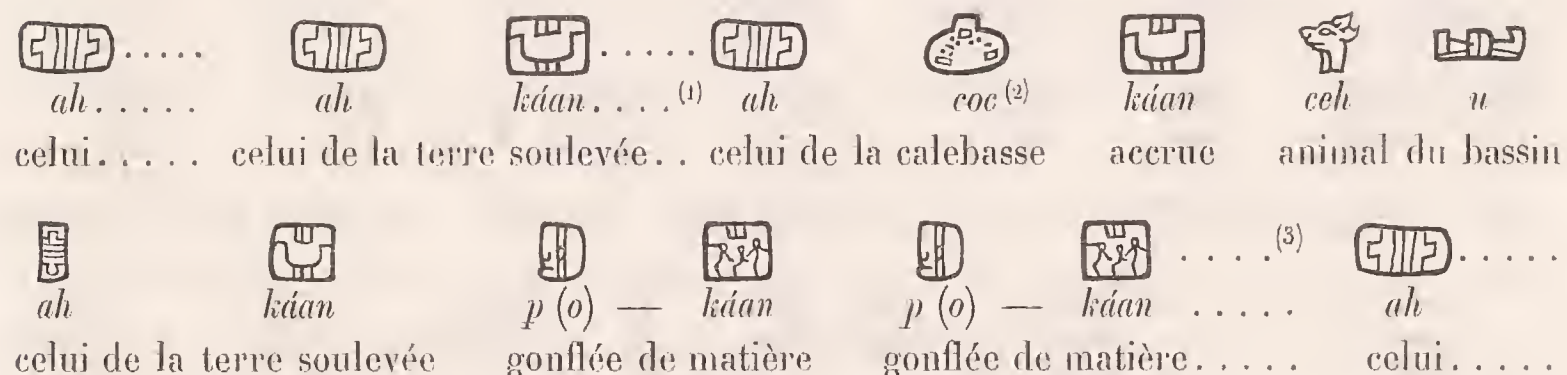 ah..... ah káan....(1) ah coc(2) káan ceh u
celui..... celui de la terre soulevée.. celui de la calebasse accrue animal du bassin
ah káan p (o) — káan p (o) — káan .....(3) ah
celui de la terre soulevée gonflée de matière gonflée de matière..... celui.....